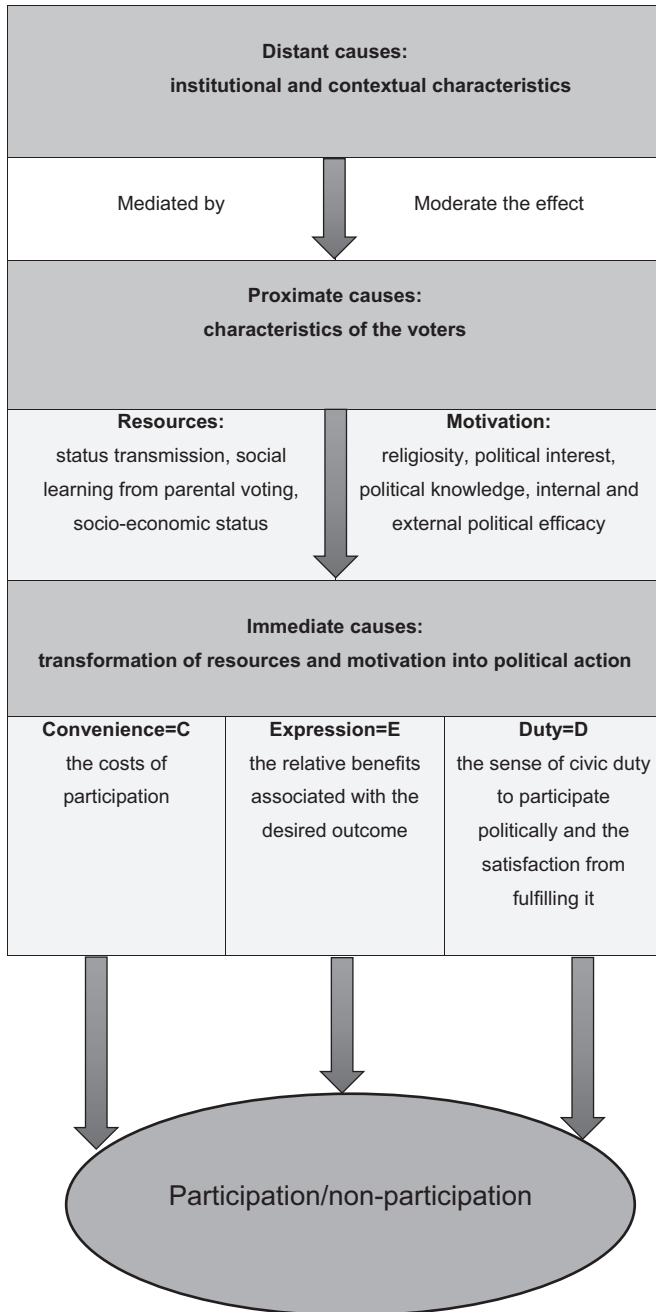 Distant causes:
institutional and contextual characteristics
Mediated by
Moderate the effect
Proximate causes:
characteristics of the voters
Resources:
status transmission, social
learning from parental voting,
socio-economic status
Motivation:
religiosity, political interest,
political knowledge, internal and
external political efficacy
Immediate causes:
transformation of resources and motivation into political action
Convenience=C
the costs of
participation
Expression=E
the relative benefits
associated with the
desired outcome
Duty=D
the sense of civic duty
to participate
politically and the
satisfaction from
fulfilling it
Participation/non-participation